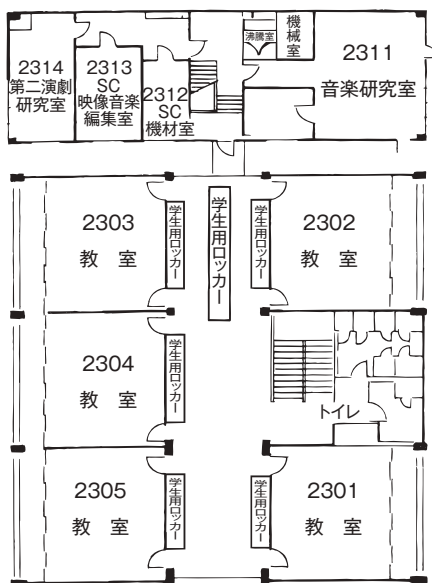 2314
第二演劇
研究室
2313
SC
映像音楽
編集室
2312
SC
機材室
沸騰室
機械室
2311
音楽研究室
2303
教 室
学生用ロッカー
学生用ロッカー
学生用ロッカー
2302
教 室
2304
教 室
学生用ロッカー
トイレ
2305
教 室
学生用ロッカー
学生用ロッカー
2301
教 室